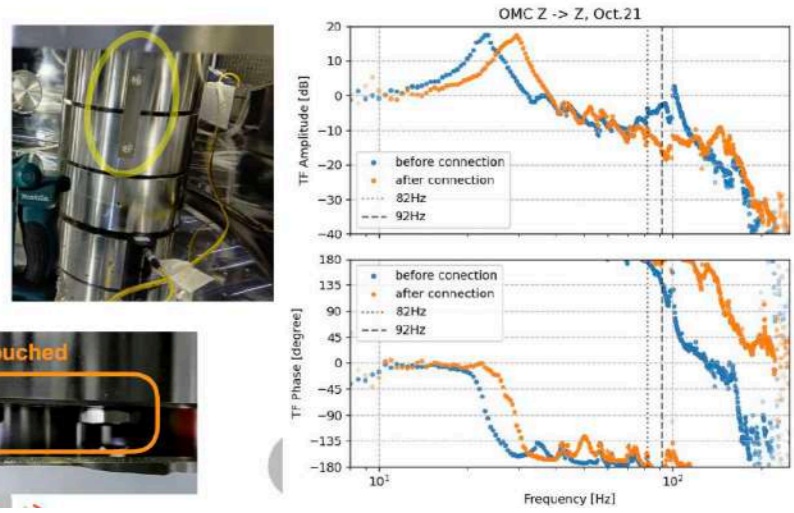 OMC Z -> Z, Oct.21
TF Amplitude [dB]
20
10
0
−10
−20
−30
−40
before connection
after connection
82Hz
92Hz
TF Phase [degree]
180
135
90
45
0
−45
−90
−135
−180
before conection
after connection
82Hz
92Hz
10¹
10²
Frequency [Hz]